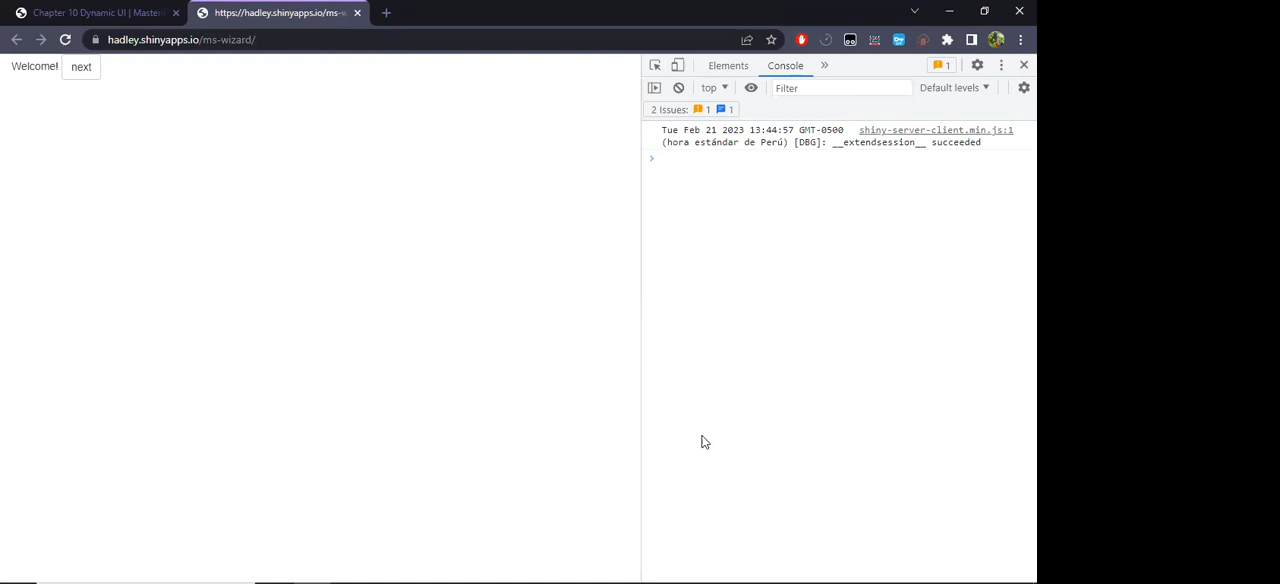 Chapter 10 Dynamic UI | Master
https://hadley.shinyapps.io/ms-w
hadley.shinyapps.io/ms-wizard/
Welcome! next
Elements Console » 1
top Filter Default levels
2 Issues: 1 1
Tue Feb 21 2023 13:44:57 GMT-0500 shiny-server-client.min.js:1
(hora estándar de Perú) [DBG]: __extendsession__ succeeded
>